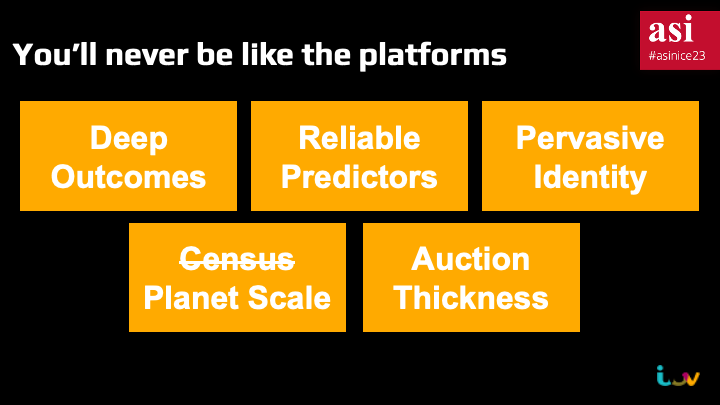 asi
#asinice23
You’ll never be like the platforms
Deep
Outcomes
Reliable
Predictors
Pervasive
Identity
Census
Planet Scale
Auction
Thickness
itv